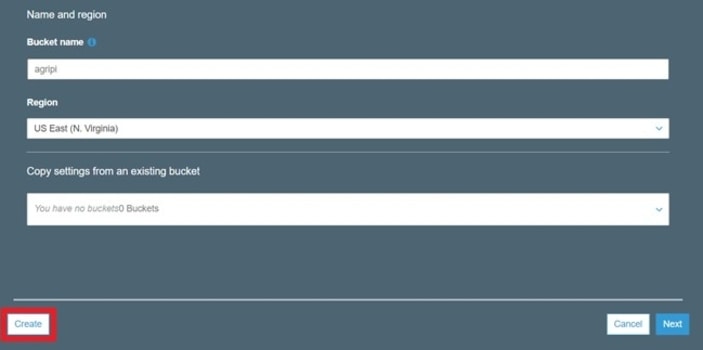 Name and region
Bucket name
agripi
Region
US East (N. Virginia)
Copy settings from an existing bucket
You have no buckets0 Buckets
Create
Cancel
Next